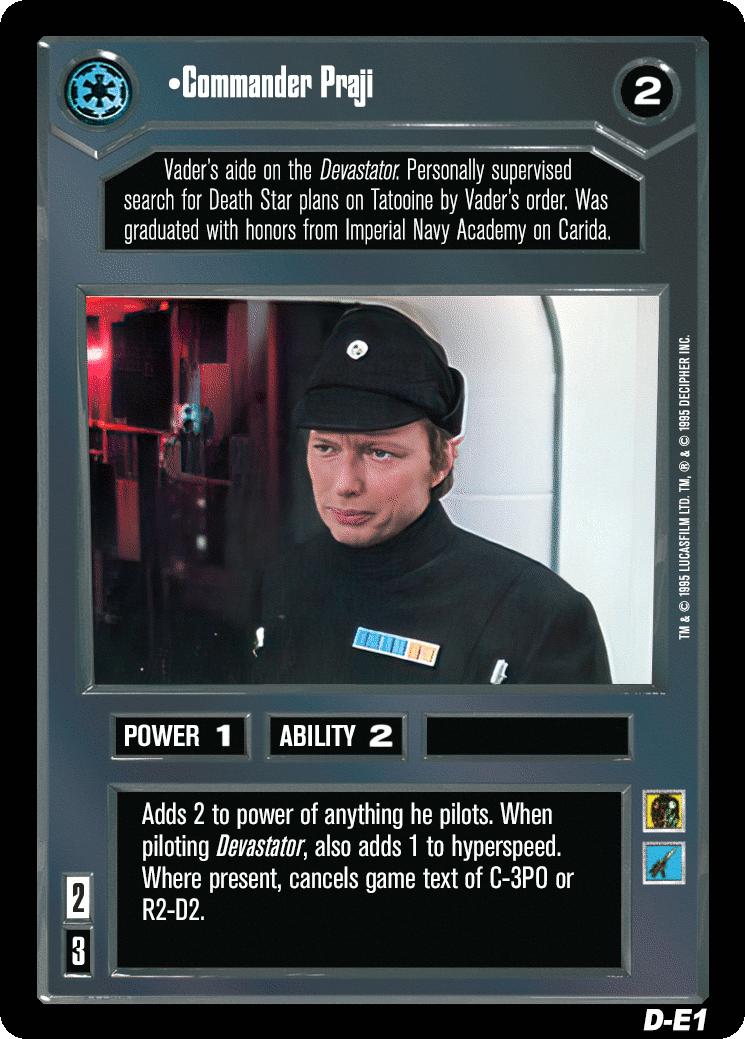 •Commander Praji
2
Vader's aide on the Devastator. Personally supervised
search for Death Star plans on Tatooine by Vader's order. Was
graduated with honors from Imperial Navy Academy on Carida.
TM & © 1995 LUCASFILM LTD. TM, ® & © 1995 DECIPHER INC.
POWER 1
ABILITY 2
Adds 2 to power of anything he pilots. When
piloting Devastator, also adds 1 to hyperspeed.
Where present, cancels game text of C-3PO or
R2-D2.
2
3
D-E1